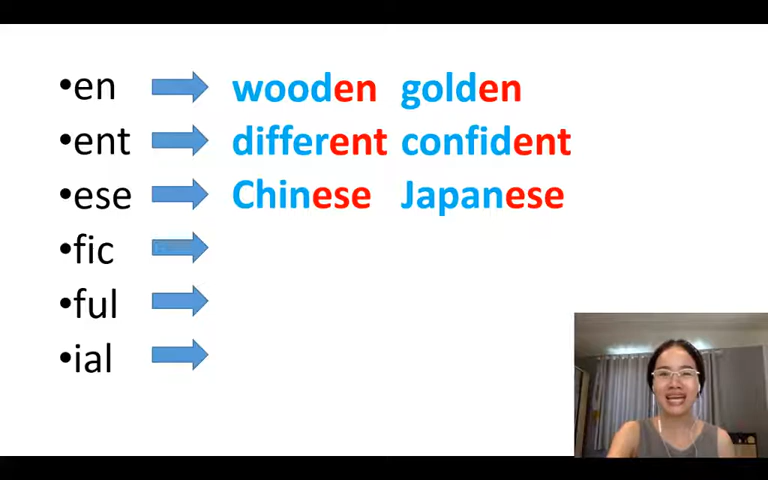 •en wooden golden
•ent different confident
•ese Chinese Japanese
•fic
•ful
•ial